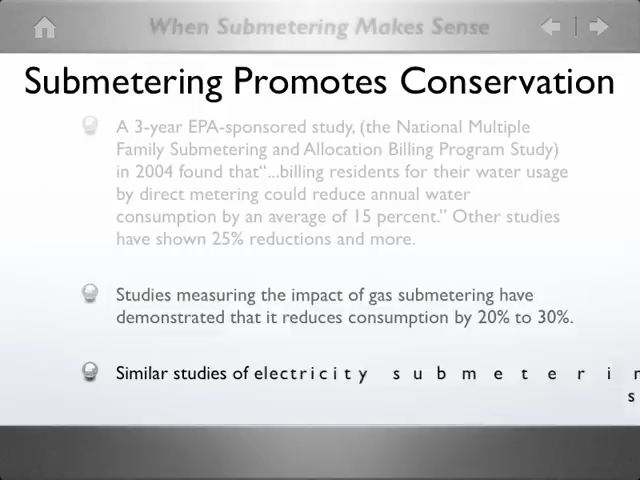 When Submetering Makes Sense
Submetering Promotes Conservation
A 3-year EPA-sponsored study, (the National Multiple
Family Submetering and Allocation Billing Program Study)
in 2004 found that“...billing residents for their water usage
by direct metering could reduce annual water
consumption by an average of 15 percent.” Other studies
have shown 25% reductions and more.
Studies measuring the impact of gas submetering have
demonstrated that it reduces consumption by 20% to 30%.
Similar studies of electricity s u b m e t e r i n
s